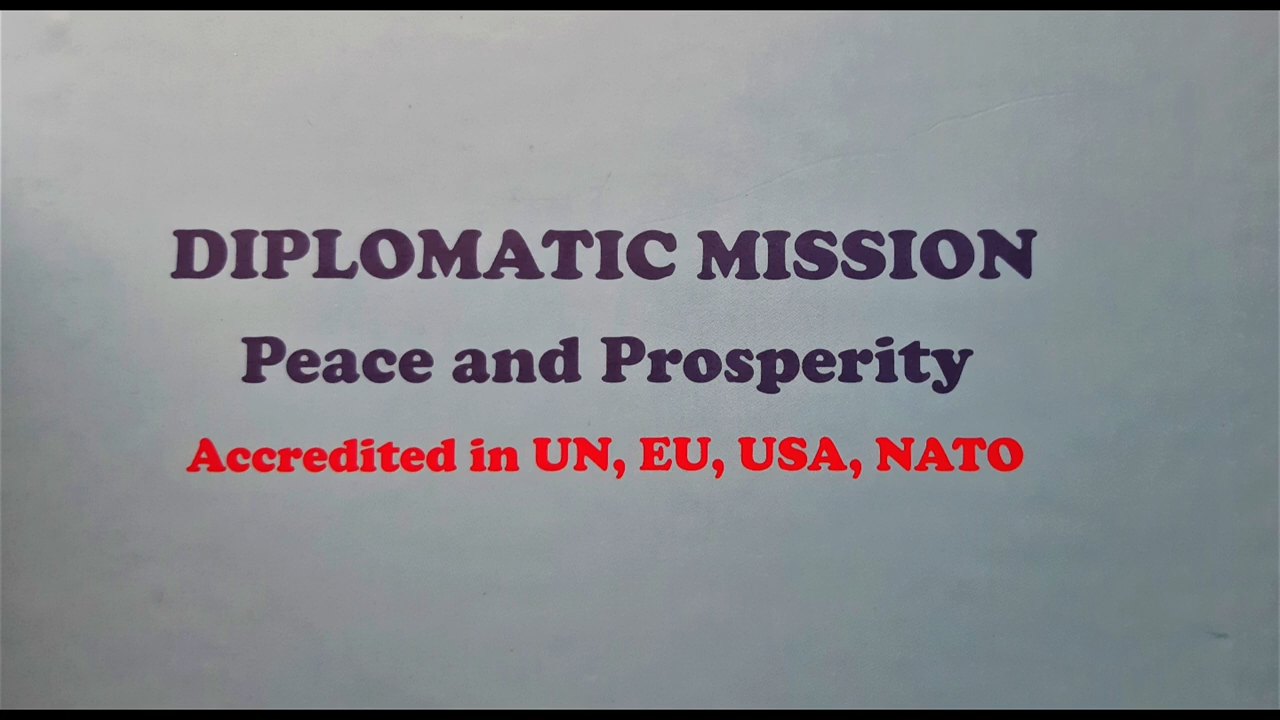 DIPLOMATIC MISSION
Peace and Prosperity
Accredited in UN, EU, USA, NATO